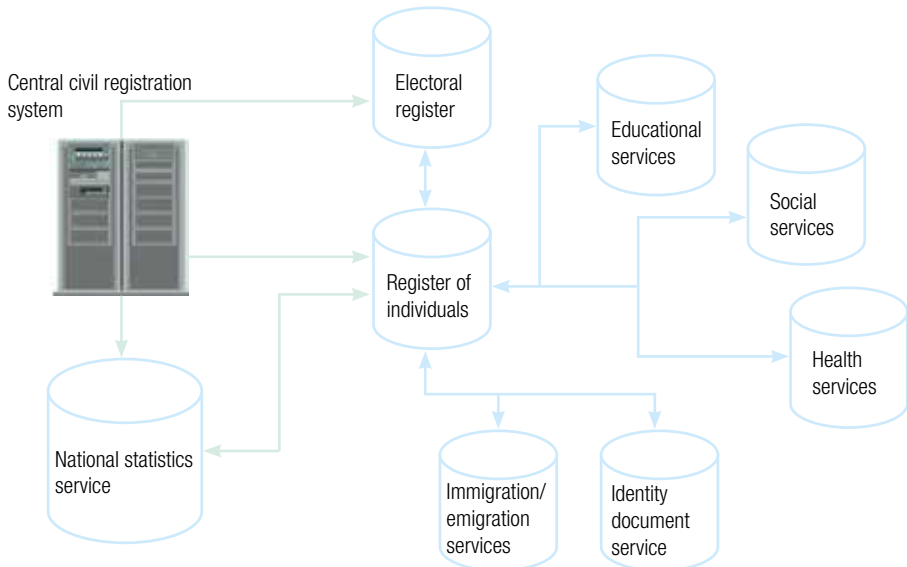 Central civil registration
system
Electoral
register
Educational
services
Social
services
Register of
individuals
Health
services
National statistics
service
Immigration/
emigration
services
Identity
document
service